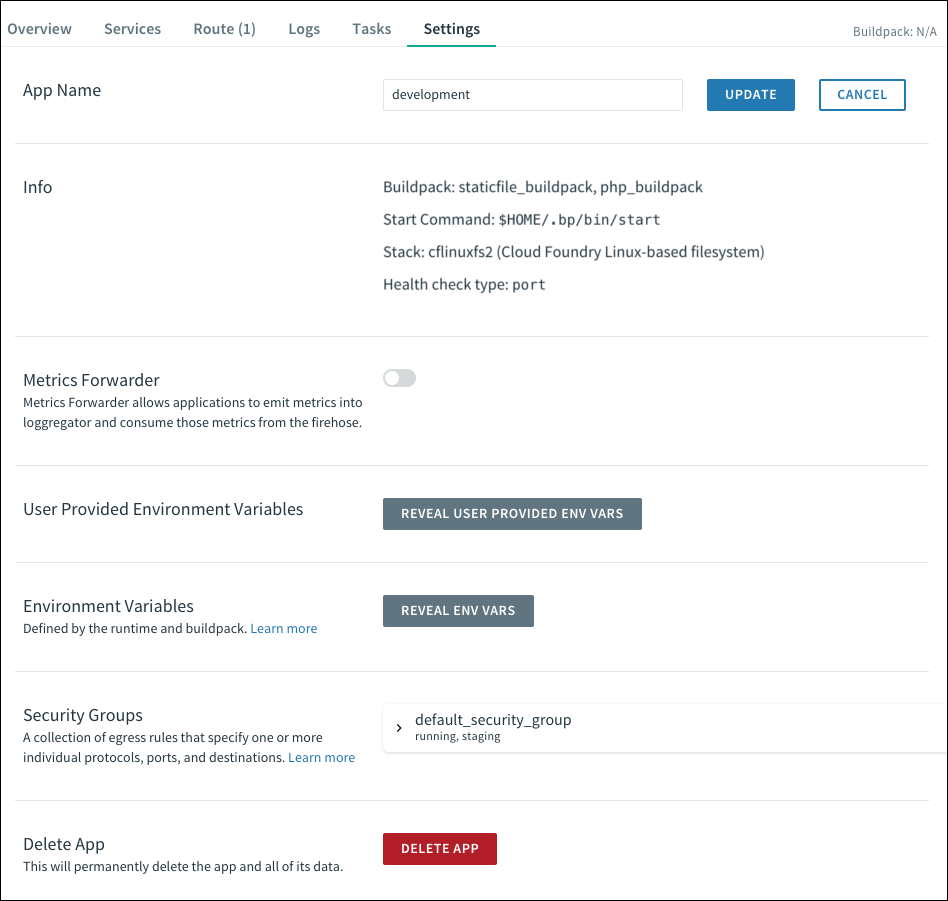 Overview Services Route (1) Logs Tasks Settings Buildpack: N/A
App Name development UPDATE CANCEL
Info
Buildpack: staticfile_buildpack, php_buildpack
Start Command: $HOME/.bp/bin/start
Stack: cflinuxfs2 (Cloud Foundry Linux-based filesystem)
Health check type: port
Metrics Forwarder
Metrics Forwarder allows applications to emit metrics into
loggregator and consume those metrics from the firehose.
User Provided Environment Variables REVEAL USER PROVIDED ENV VARS
Environment Variables REVEAL ENV VARS
Defined by the runtime and buildpack. Learn more
Security Groups
A collection of egress rules that specify one or more
individual protocols, ports, and destinations. Learn more
default_security_group
running, staging
Delete App DELETE APP
This will permanently delete the app and all of its data.